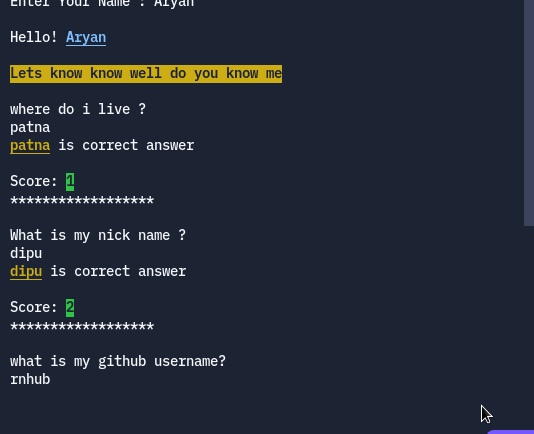 Enter Your Name : Aryan
Hello! Aryan
Lets know know well do you know me
where do i live ?
patna
patna is correct answer
Score: 1
******************
What is my nick name ?
dipu
dipu is correct answer
Score: 2
******************
what is my github username?
rnhub